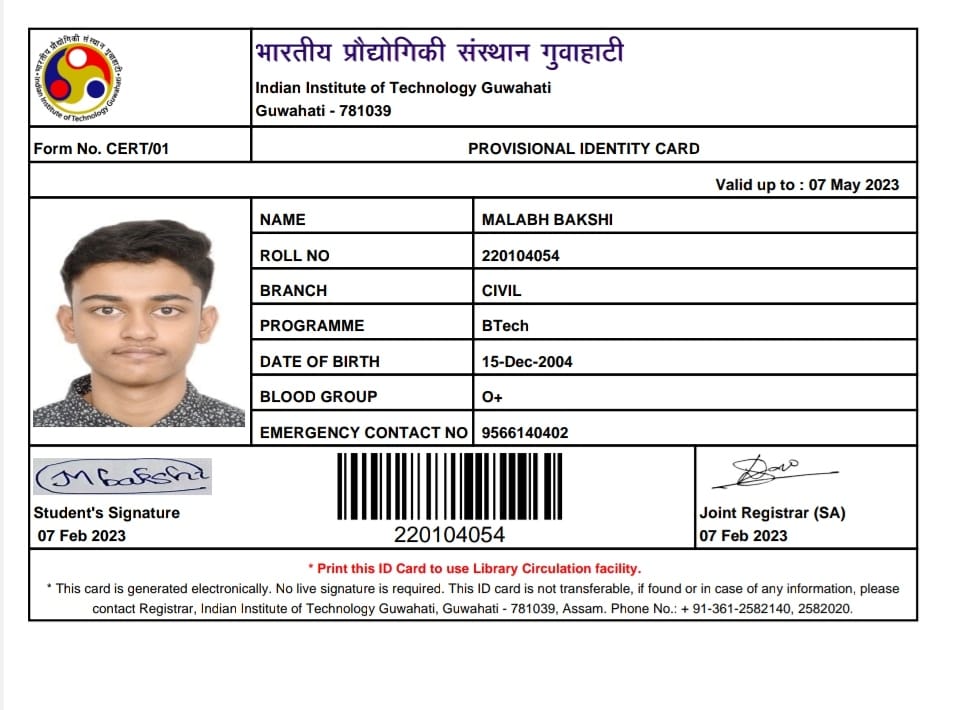 भारतीय प्रौद्योगिकी संस्थान गुवाहाटी
भारतीय प्रौद्योगिकी संस्थान गुवाहाटी
Indian Institute of Technology Guwahati
Indian Institute of Technology Guwahati
Guwahati - 781039
Form No. CERT/01 PROVISIONAL IDENTITY CARD
Valid up to : 07 May 2023
NAME MALABH BAKSHI
ROLL NO 220104054
BRANCH CIVIL
PROGRAMME BTech
DATE OF BIRTH 15-Dec-2004
BLOOD GROUP O+
EMERGENCY CONTACT NO 9566140402
MBakshi
Student's Signature
07 Feb 2023
220104054
Joint Registrar (SA)
07 Feb 2023
* Print this ID Card to use Library Circulation facility.
* This card is generated electronically. No live signature is required. This ID card is not transferable, if found or in case of any information, please
contact Registrar, Indian Institute of Technology Guwahati, Guwahati - 781039, Assam. Phone No.: + 91-361-2582140, 2582020.